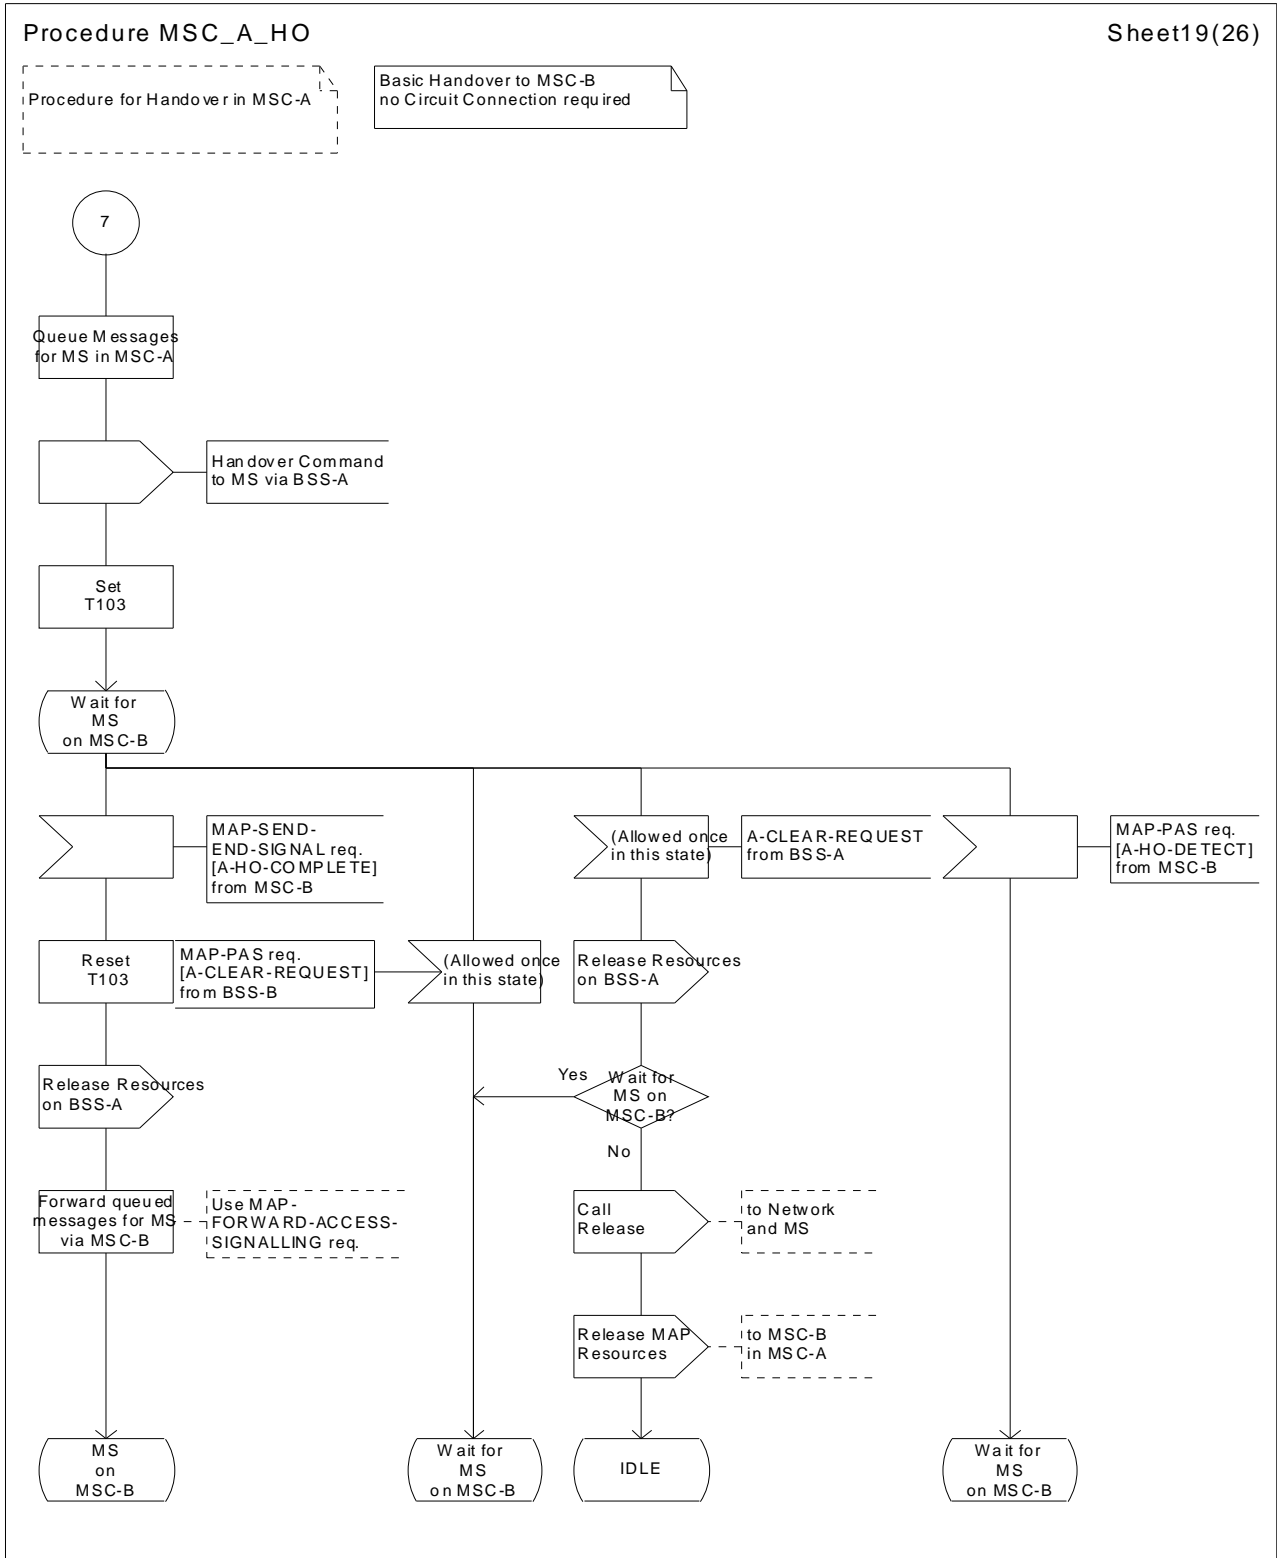 Procedure MSC_A_HO
Sheet19(26)
Procedure for Handover in MSC-A
Basic Handover to MSC-B
no Circuit Connection required
7
Queue Messages
for MS in MSC-A
Handover Command
to MS via BSS-A
Set
T103
Wait for
MS
on MSC-B
MAP-SEND-
END-SIGNAL req.
[A-HO-COMPLETE]
from MSC-B
(Allowed once
in this state)
A-CLEAR-REQUEST
from BSS-A
MAP-PAS req.
[A-HO-DETECT]
from MSC-B
Reset
T103
MAP-PAS req.
[A-CLEAR-REQUEST]
from BSS-B
(Allowed once
in this state)
Release Resources
on BSS-A
Release Resources
on BSS-A
Yes
Wait for
MS on
MSC-B?
No
Forward queued
messages for MS
via MSC-B
Use MAP-
FORWARD-ACCESS-
SIGNALLING req.
Call
Release
to Network
and MS
Release MAP
Resources
to MSC-B
in MSC-A
MS
on
MSC-B
Wait for
MS
on MSC-B
IDLE
Wait for
MS
on MSC-B